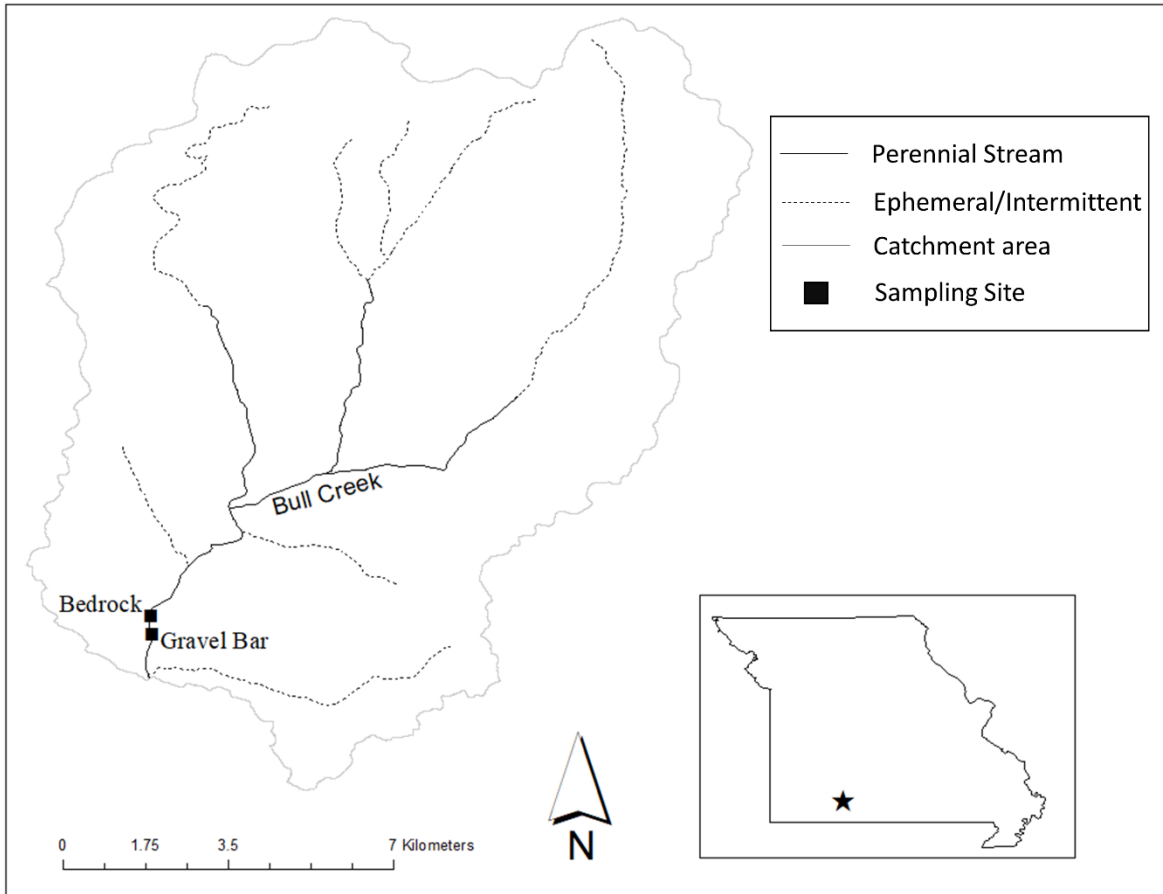 Perennial Stream
Ephemeral/Intermittent
Catchment area
Sampling Site
Bull Creek
Bedrock
Gravel Bar
N
0 1.75 3.5 7 Kilometers